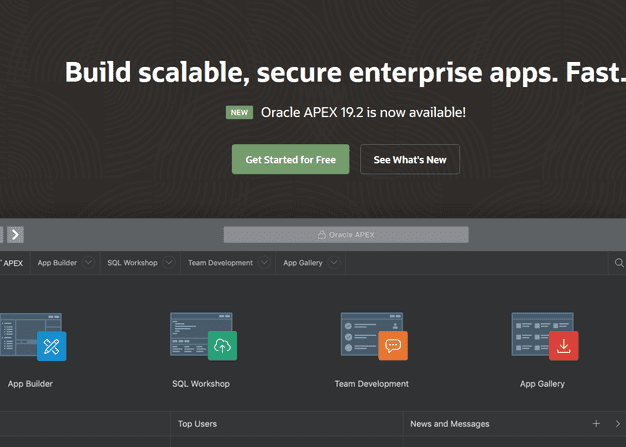 Build scalable, secure enterprise apps. Fast.
NEW Oracle APEX 19.2 is now available!
Get Started for Free See What's New
Oracle APEX
APEX App Builder SQL Workshop Team Development App Gallery
App Builder SQL Workshop Team Development App Gallery
Top Users News and Messages